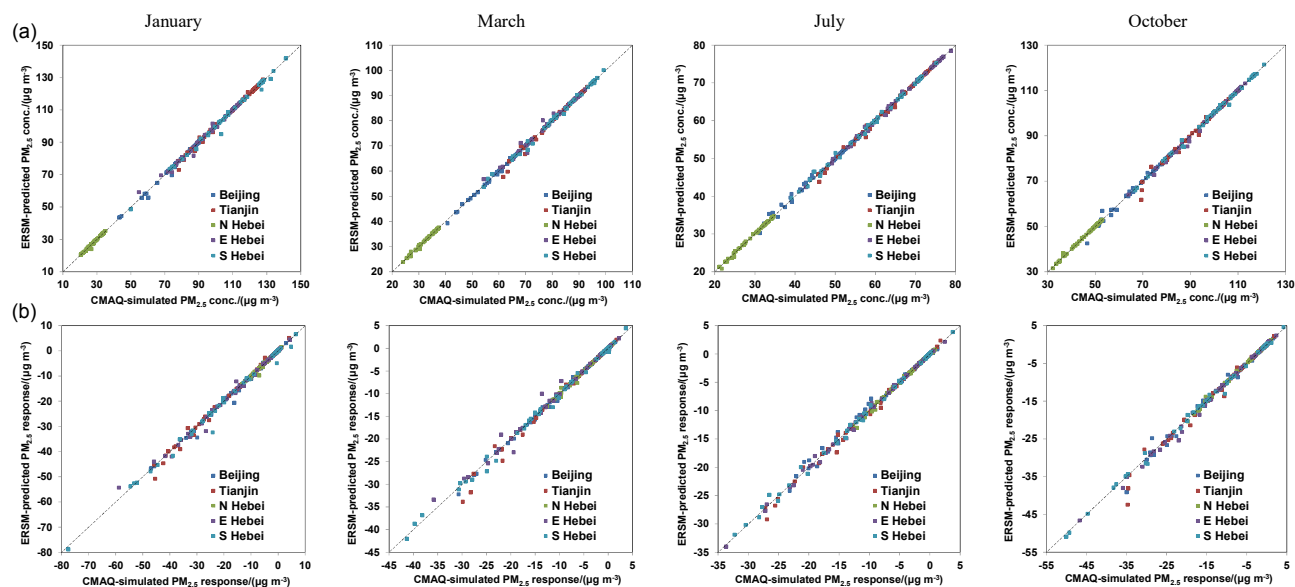 January
March
July
October
(a)
ERSM-predicted PM2.5 conc./(µg m-3)
150
130
110
90
70
50
30
10
Beijing
Tianjin
N Hebei
E Hebei
S Hebei
10 30 50 70 90 110 130 150
CMAQ-simulated PM2.5 conc./(µg m-3)
ERSM-predicted PM2.5 conc./(µg m-3)
110
100
90
80
70
60
50
40
30
20
Beijing
Tianjin
N Hebei
E Hebei
S Hebei
20 30 40 50 60 70 80 90 100 110
CMAQ-simulated PM2.5 conc./(µg m-3)
ERSM-predicted PM2.5 conc./(µg m-3)
80
70
60
50
40
30
20
Beijing
Tianjin
N Hebei
E Hebei
S Hebei
20 30 40 50 60 70 80
CMAQ-simulated PM2.5 conc./(µg m-3)
ERSM-predicted PM2.5 conc./(µg m-3)
130
110
90
70
50
30
Beijing
Tianjin
N Hebei
E Hebei
S Hebei
30 50 70 90 110 130
CMAQ-simulated PM2.5 conc./(µg m-3)
(b)
ERSM-predicted PM2.5 response/(µg m-3)
10
0
-10
-20
-30
-40
-50
-60
-70
-80
Beijing
Tianjin
N Hebei
E Hebei
S Hebei
-80 -70 -60 -50 -40 -30 -20 -10 0 10
CMAQ-simulated PM2.5 response/(µg m-3)
ERSM-predicted PM2.5 response/(µg m-3)
5
0
-5
-10
-15
-20
-25
-30
-35
-40
-45
Beijing
Tianjin
N Hebei
E Hebei
S Hebei
-45 -40 -35 -30 -25 -20 -15 -10 -5 0 5
CMAQ-simulated PM2.5 response/(µg m-3)
ERSM-predicted PM2.5 response/(µg m-3)
5
0
-5
-10
-15
-20
-25
-30
-35
Beijing
Tianjin
N Hebei
E Hebei
S Hebei
-35 -30 -25 -20 -15 -10 -5 0 5
CMAQ-simulated PM2.5 response/(µg m-3)
ERSM-predicted PM2.5 response/(µg m-3)
5
-5
-15
-25
-35
-45
-55
Beijing
Tianjin
N Hebei
E Hebei
S Hebei
-55 -45 -35 -25 -15 -5 5
CMAQ-simulated PM2.5 response/(µg m-3)